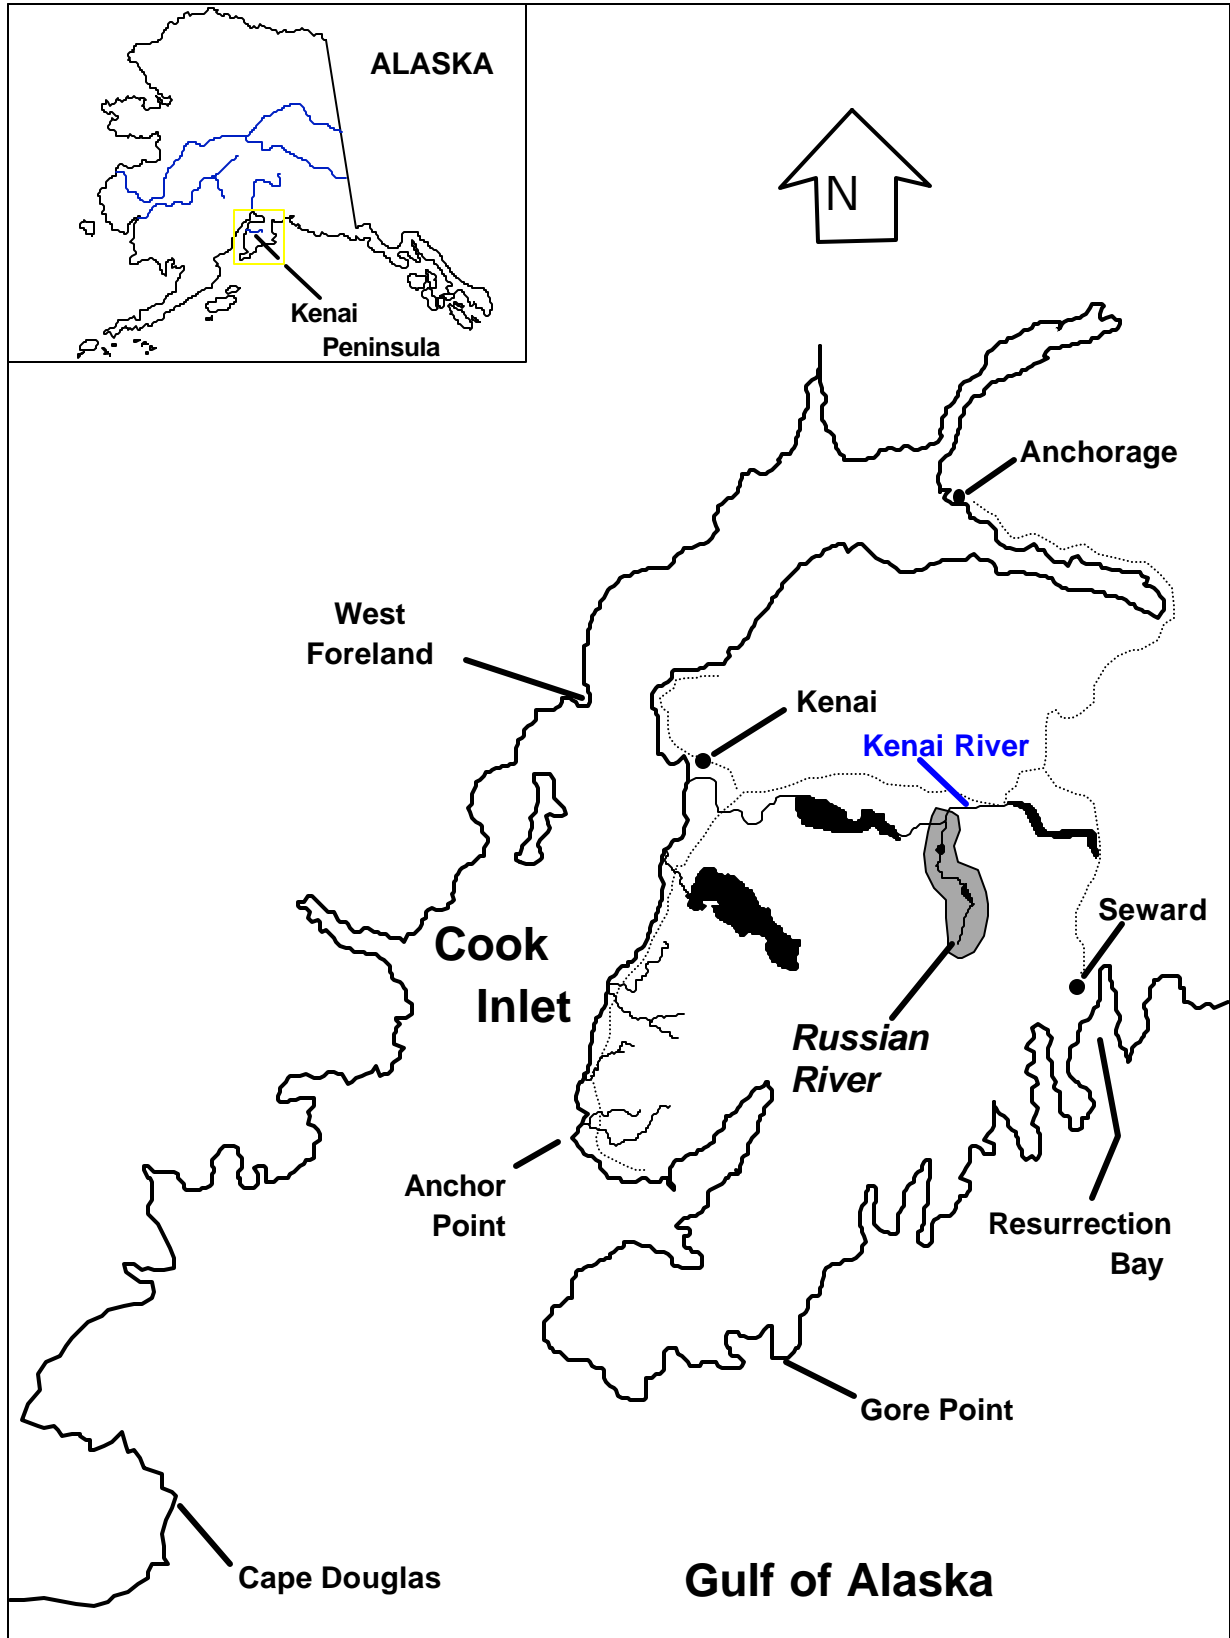 ALASKA
Kenai
Peninsula
N
Anchorage
West
Foreland
Kenai
Kenai River
Seward
Cook
Inlet
Russian
River
Anchor
Point
Resurrection
Bay
Gore Point
Cape Douglas
Gulf of Alaska